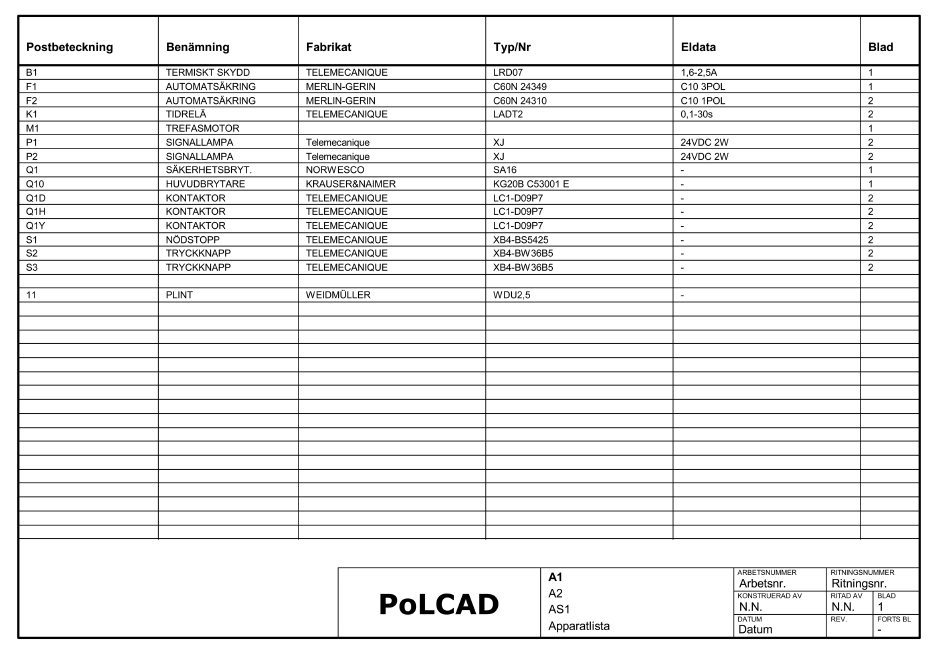 Postbeteckning Benämning Fabrikat Typ/Nr Eldata Blad
B1 TERMISKT SKYDD TELEMECANIQUE LRD07 1,6-2,5A 1
F1 AUTOMATSÄKRING MERLIN-GERIN C60N 24349 C10 3POL 1
F2 AUTOMATSÄKRING MERLIN-GERIN C60N 24310 C10 1POL 2
K1 TIDRELÄ TELEMECANIQUE LADT2 0,1-30s 2
M1 TREFASMOTOR 1
P1 SIGNALLAMPA Telemecanique XJ 24VDC 2W 2
P2 SIGNALLAMPA Telemecanique XJ 24VDC 2W 2
Q1 SÄKERHETSBRYT. NORWESCO SA16 - 1
Q10 HUVUDBRYTARE KRAUSER&NAIMER KG20B C53001 E - 1
Q1D KONTAKTOR TELEMECANIQUE LC1-D09P7 - 2
Q1H KONTAKTOR TELEMECANIQUE LC1-D09P7 - 2
Q1Y KONTAKTOR TELEMECANIQUE LC1-D09P7 - 2
S1 NÖDSTOPP TELEMECANIQUE XB4-BS5425 - 2
S2 TRYCKKNAPP TELEMECANIQUE XB4-BW36B5 - 2
S3 TRYCKKNAPP TELEMECANIQUE XB4-BW36B5 - 2
11 PLINT WEIDMÜLLER WDU2,5 -
PoLCAD
A1
A2
AS1
Apparatlista
ARBETSNUMMER RITNINGSNUMMER
Arbetsnr. Ritningsnr.
KONSTRUERAD AV RITAD AV BLAD
N.N. N.N. 1
DATUM REV. FORTS BL
Datum -